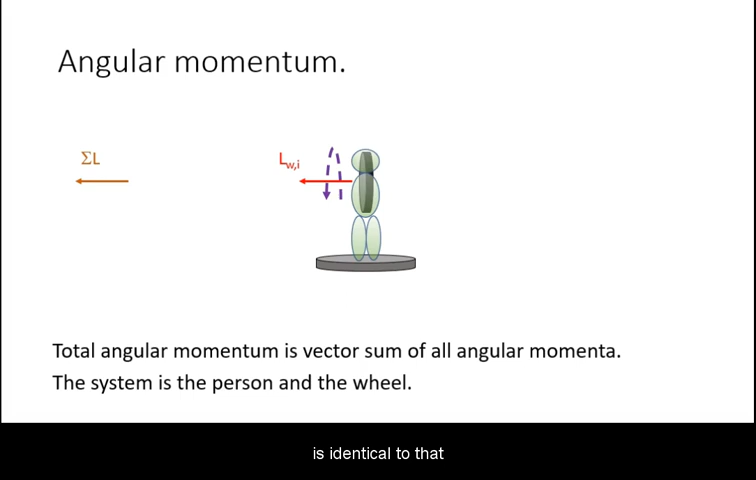 Angular momentum.
ΣL
Lw,i
Total angular momentum is vector sum of all angular momenta.
The system is the person and the wheel.
is identical to that